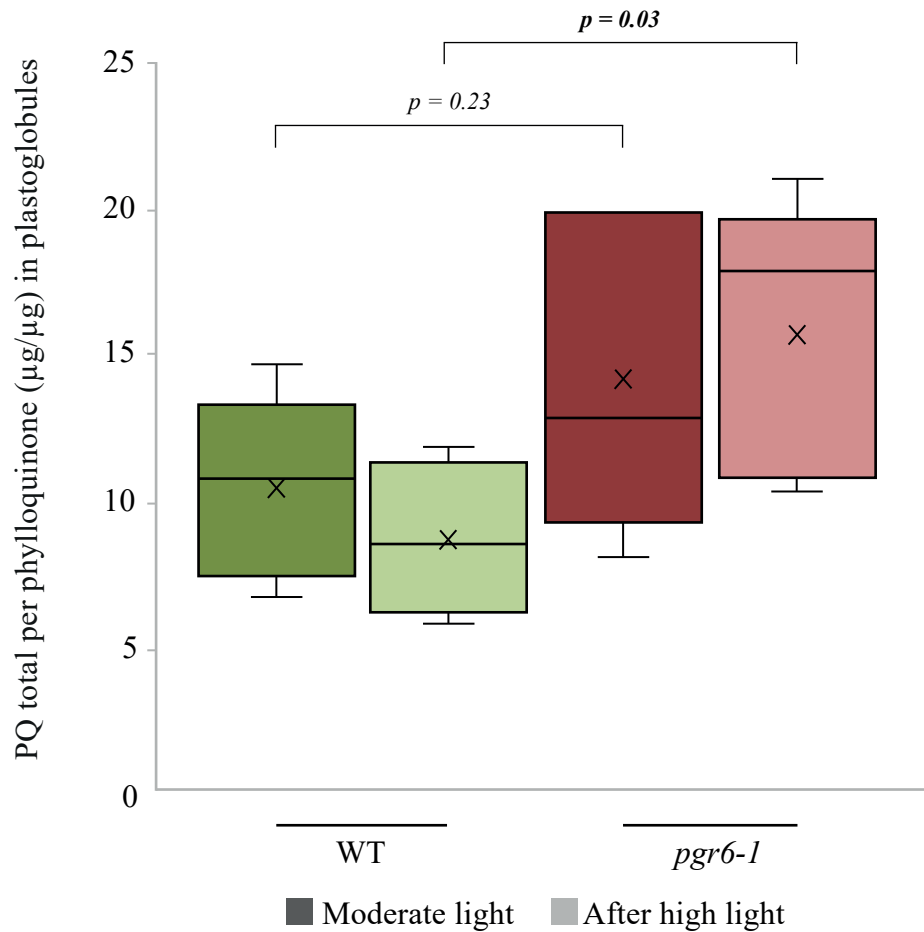 p = 0.03
25
p = 0.23
20
15
10
5
0
PQ total per phylloquinone (µg/µg) in plastoglobules
WT
pgr6-1
Moderate light
After high light